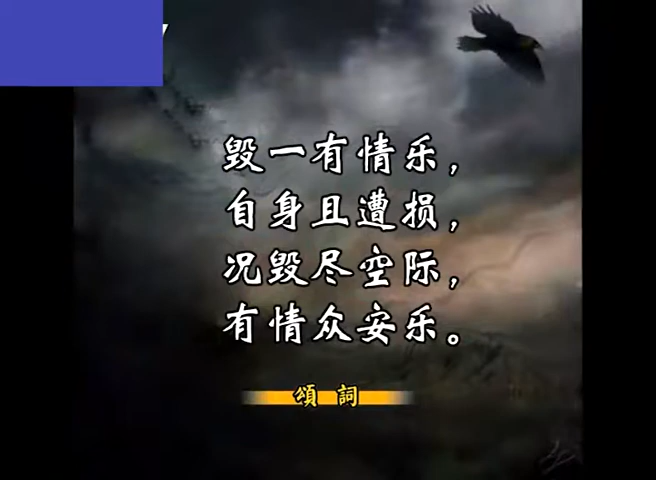 毁一有情乐，
自身且遭损，
况毁尽空际，
有情众安乐。
頌詞